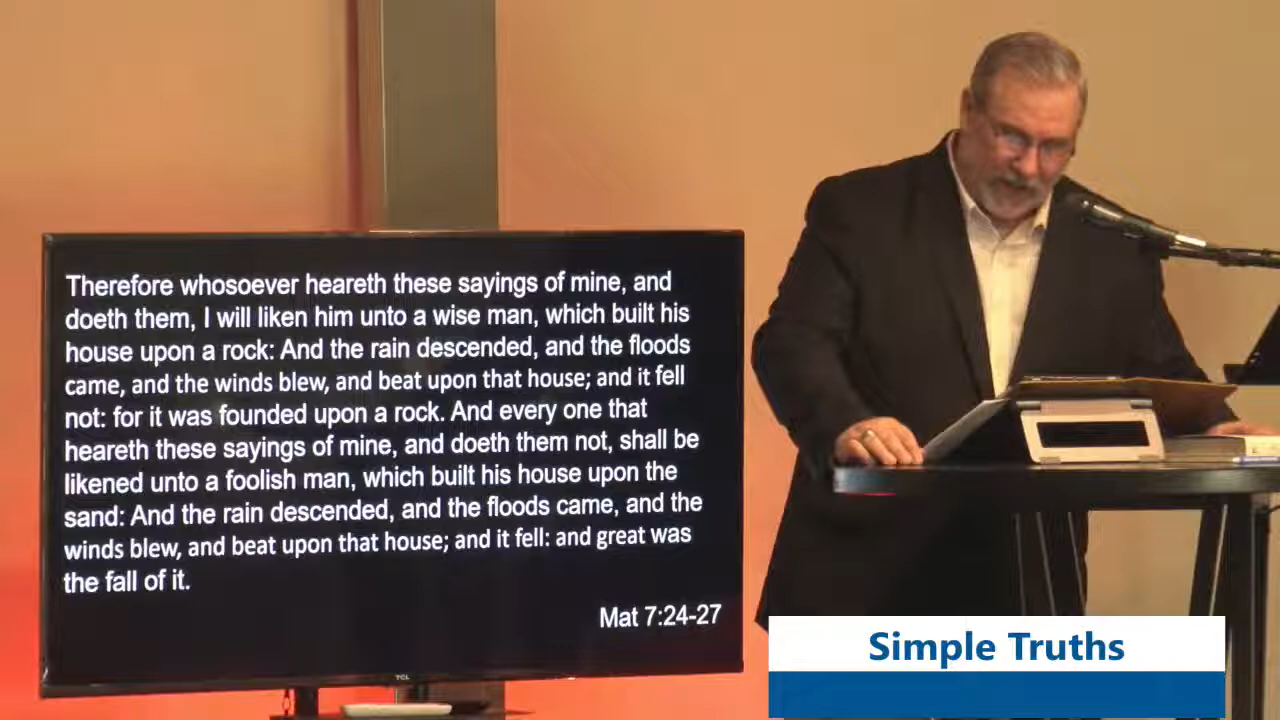 Therefore whosoever heareth these sayings of mine, and
doeth them, I will liken him unto a wise man, which built his
house upon a rock: And the rain descended, and the floods
came, and the winds blew, and beat upon that house; and it fell
not: for it was founded upon a rock. And every one that
heareth these sayings of mine, and doeth them not, shall be
likened unto a foolish man, which built his house upon the
sand: And the rain descended, and the floods came, and the
winds blew, and beat upon that house; and it fell: and great was
the fall of it.
Mat 7:24-27
TCL
Simple Truths